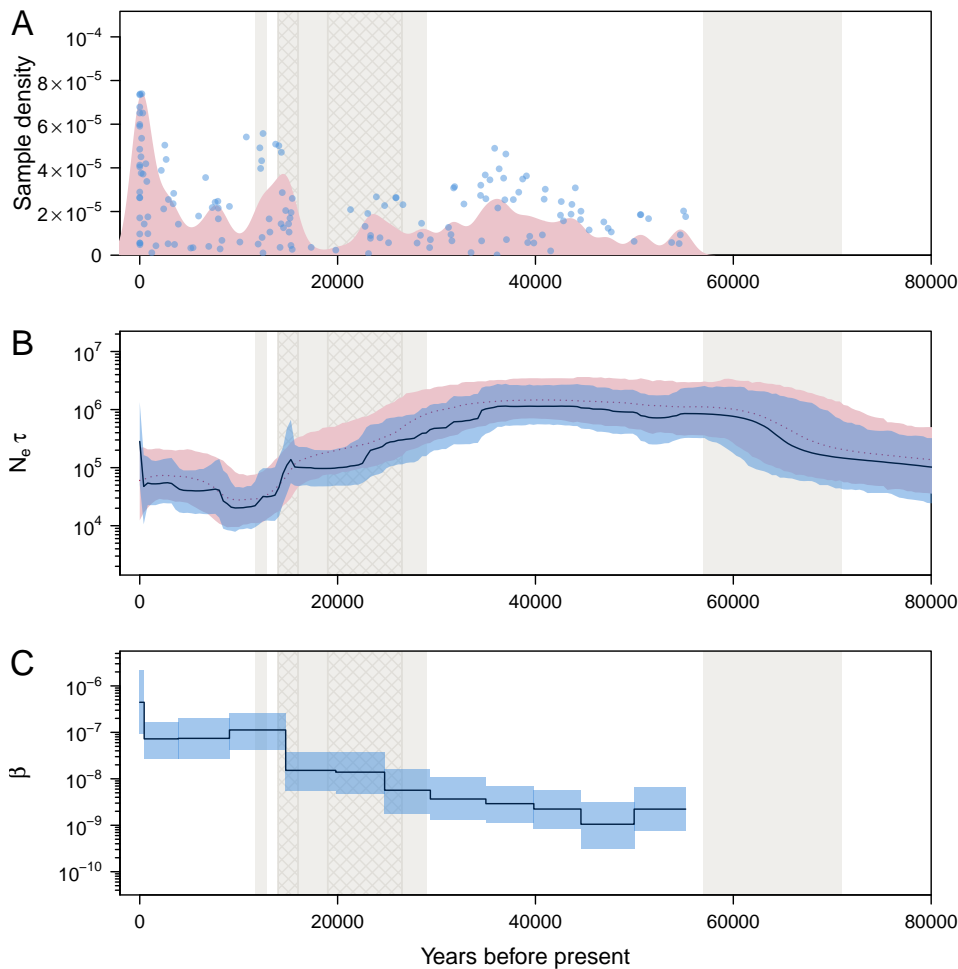 A
Sample density
10⁻⁴
8×10⁻⁵
6×10⁻⁵
4×10⁻⁵
2×10⁻⁵
0
0 20000 40000 60000 80000
B
Nₑ τ
10⁷
10⁶
10⁵
10⁴
0 20000 40000 60000 80000
C
β
10⁻⁶
10⁻⁷
10⁻⁸
10⁻⁹
10⁻¹⁰
0 20000 40000 60000 80000
Years before present